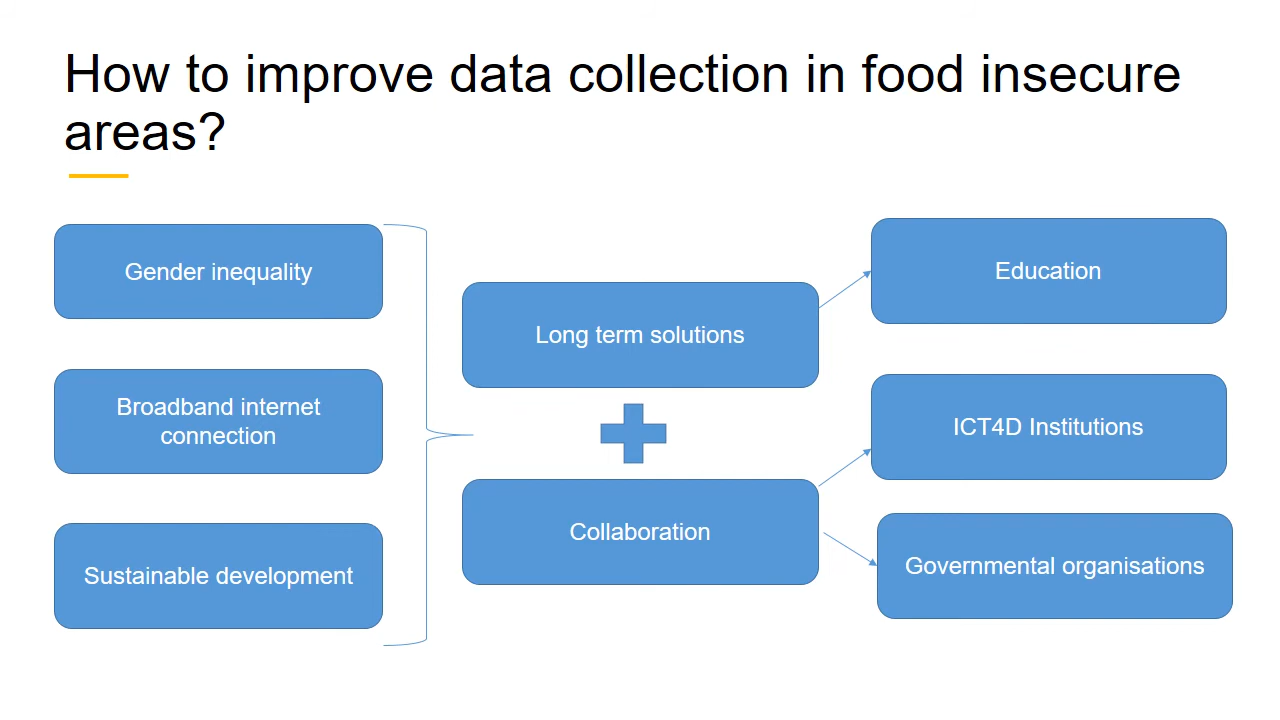 How to improve data collection in food insecure
areas?
Gender inequality
Broadband internet
connection
Sustainable development
Long term solutions
Collaboration
Education
ICT4D Institutions
Governmental organisations